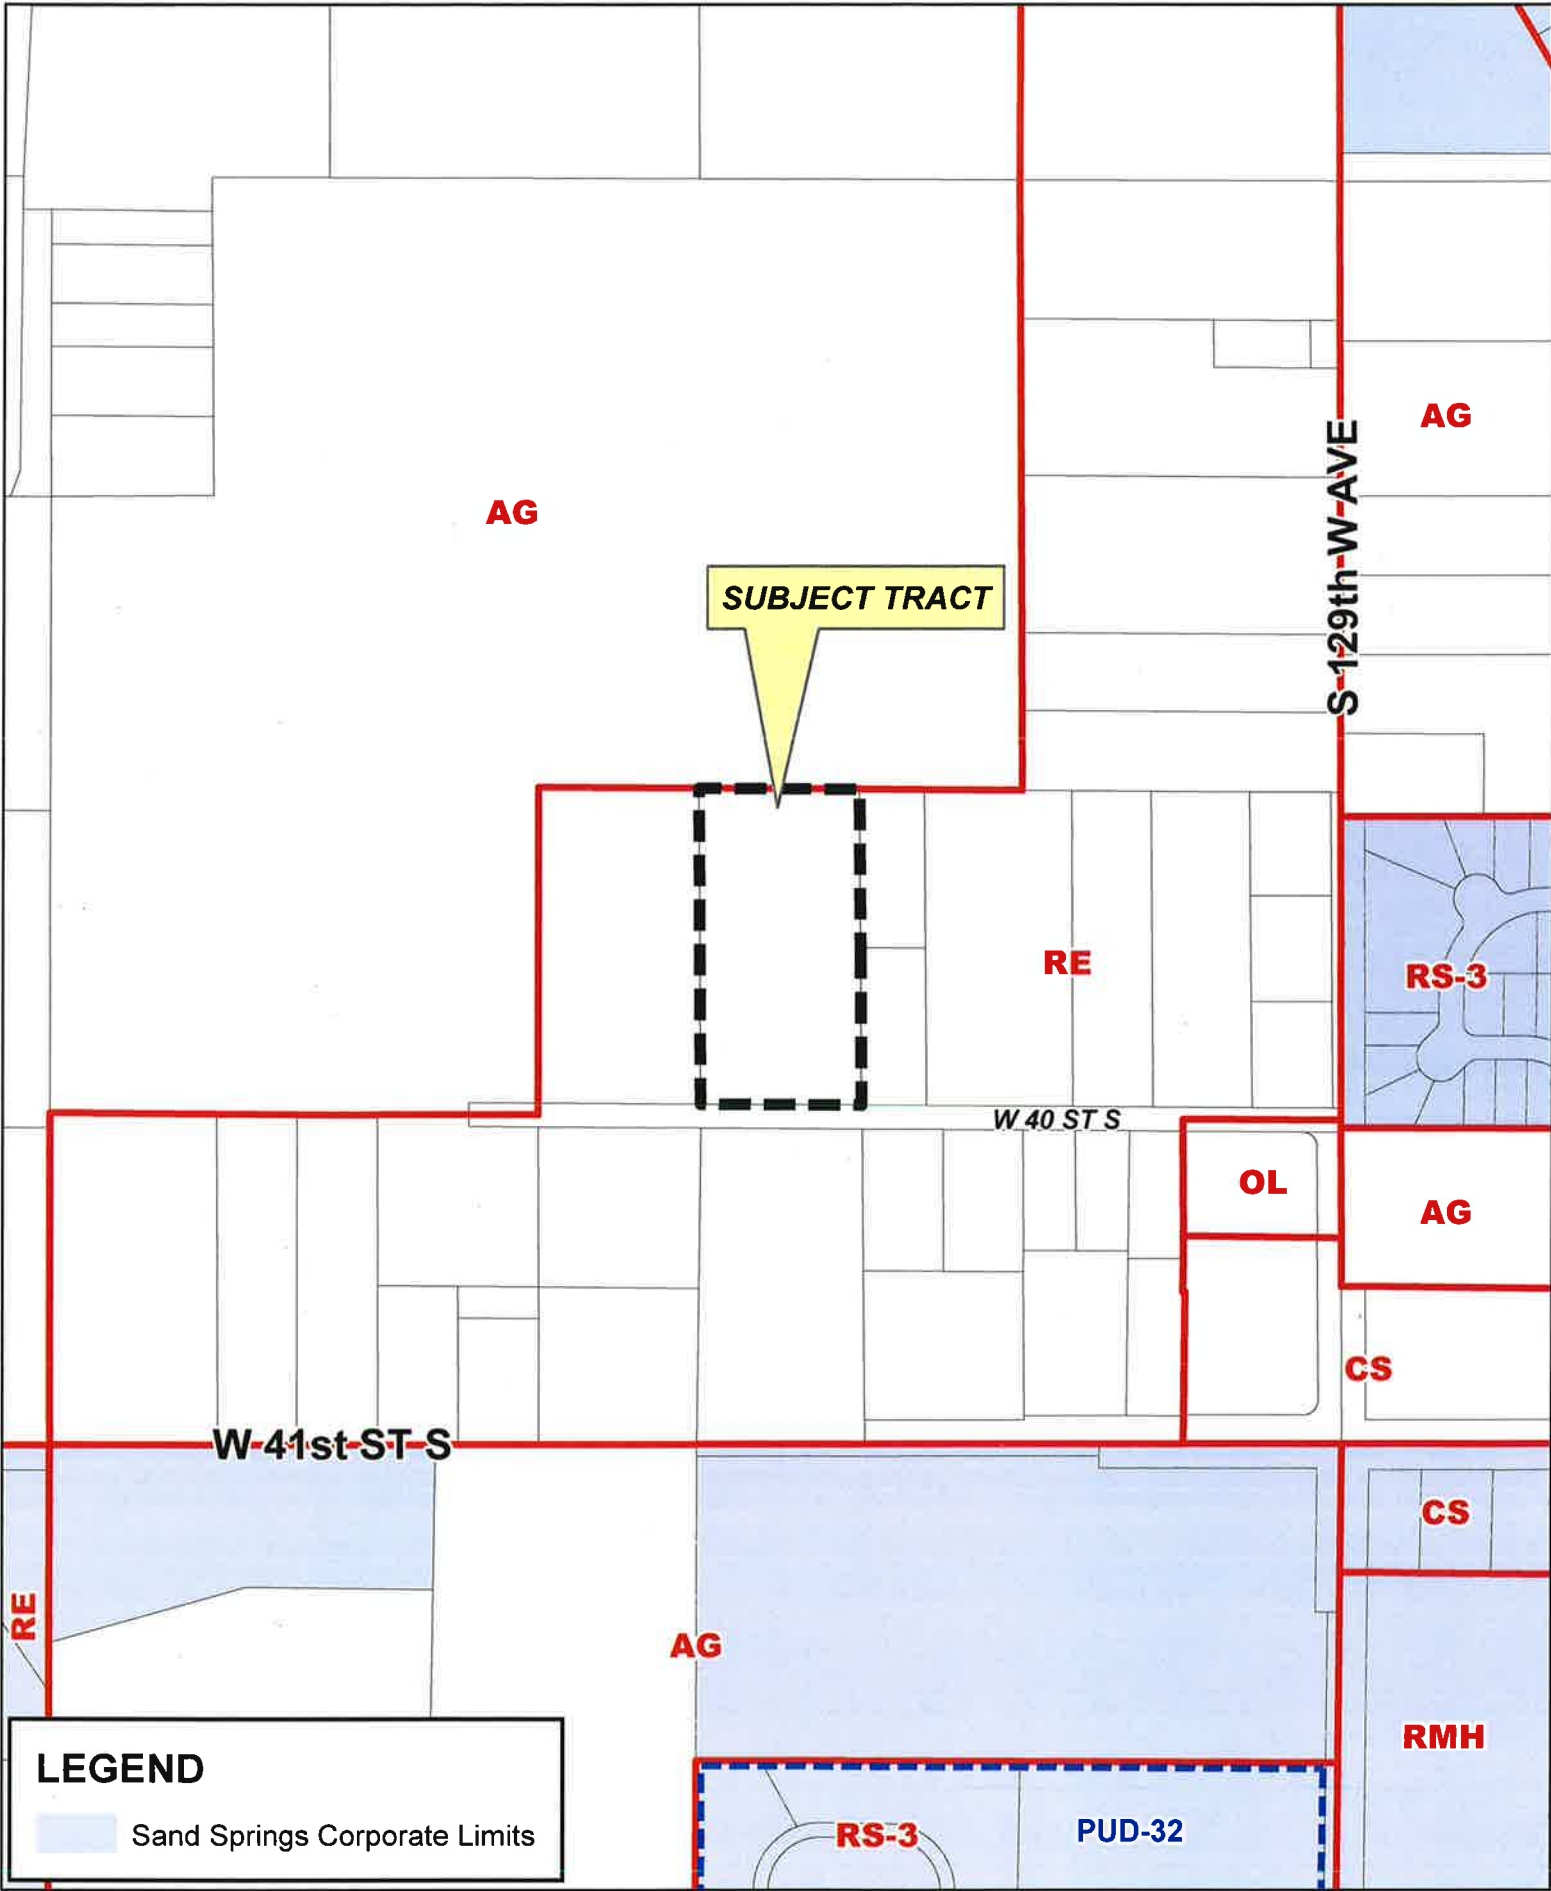 AG
S 129th W AVE
AG
SUBJECT TRACT
RE
RS-3
W 40 ST S
OL
AG
CS
W 41st ST S
CS
RE
AG
RMH
LEGEND
Sand Springs Corporate Limits
RS-3
PUD-32